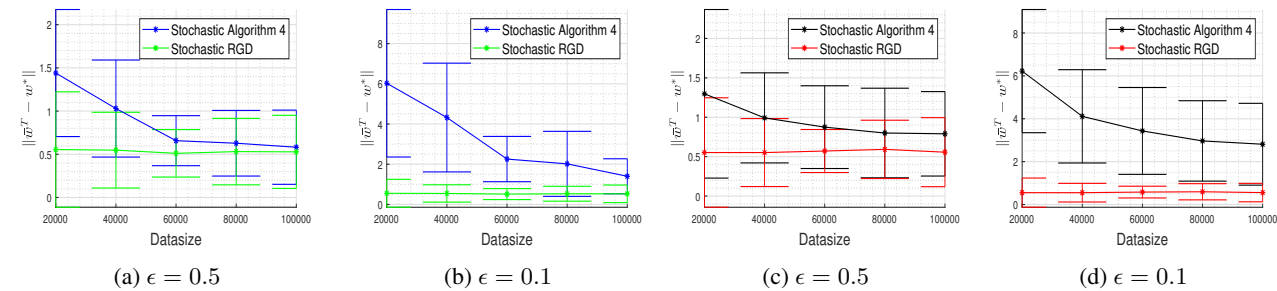 Stochastic Algorithm 4
Stochastic RGD
2
1.5
1
0.5
0
||w̄^T − w*||
20000 40000 60000 80000 100000
Datasize
(a) ϵ = 0.5
Stochastic Algorithm 4
Stochastic RGD
8
6
4
2
0
||w̄^T − w*||
20000 40000 60000 80000 100000
Datasize
(b) ϵ = 0.1
Stochastic Algorithm 4
Stochastic RGD
2
1.5
1
0.5
0
||w̄^T − w*||
20000 40000 60000 80000 100000
Datasize
(c) ϵ = 0.5
Stochastic Algorithm 4
Stochastic RGD
8
6
4
2
0
||w̄^T − w*||
20000 40000 60000 80000 100000
Datasize
(d) ϵ = 0.1